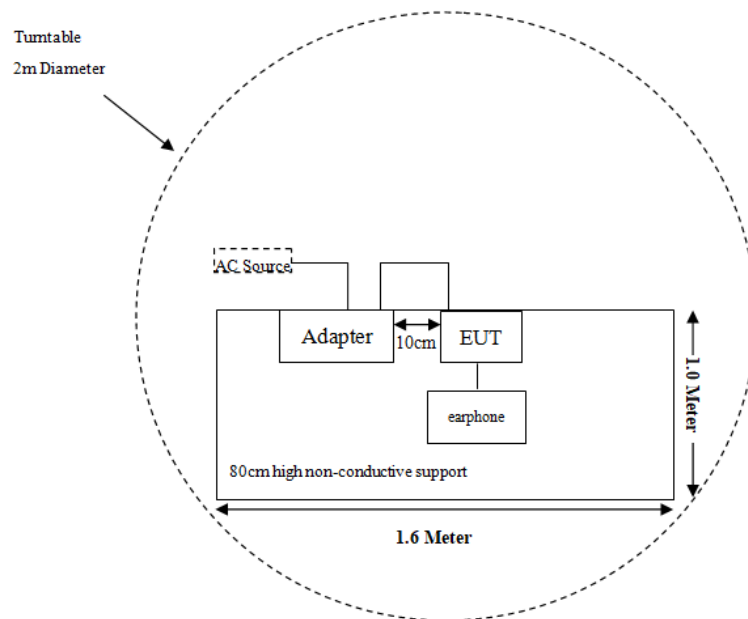 Turntable
2m Diameter
AC Source
Adapter
10cm
EUT
earphone
1.0 Meter
80cm high non-conductive support
1.6 Meter